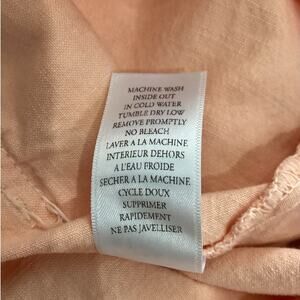 MACHINE WASH
INSIDE OUT
IN COLD WATER
TUMBLE DRY LOW
REMOVE PROMPTLY
NO BLEACH
LAVER A LA MACHINE
INTERIEUR DEHORS
A L'EAU FROIDE
SECHER A LA MACHINE
CYCLE DOUX
SUPPRIMER
RAPIDEMENT
NE PAS JAVELLISER